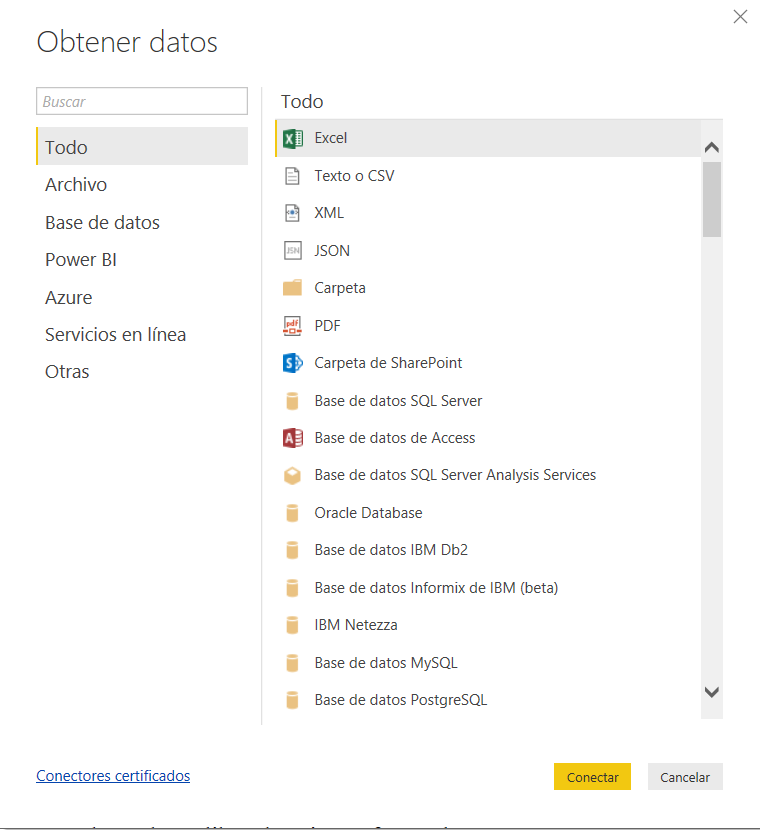 Obtener datos
Buscar
Todo
Archivo
Base de datos
Power BI
Azure
Servicios en línea
Otras
Todo
Excel
Texto o CSV
XML
JSON
Carpeta
PDF
Carpeta de SharePoint
Base de datos SQL Server
Base de datos de Access
Base de datos SQL Server Analysis Services
Oracle Database
Base de datos IBM Db2
Base de datos Informix de IBM (beta)
IBM Netezza
Base de datos MySQL
Base de datos PostgreSQL
Conectores certificados
Conectar
Cancelar